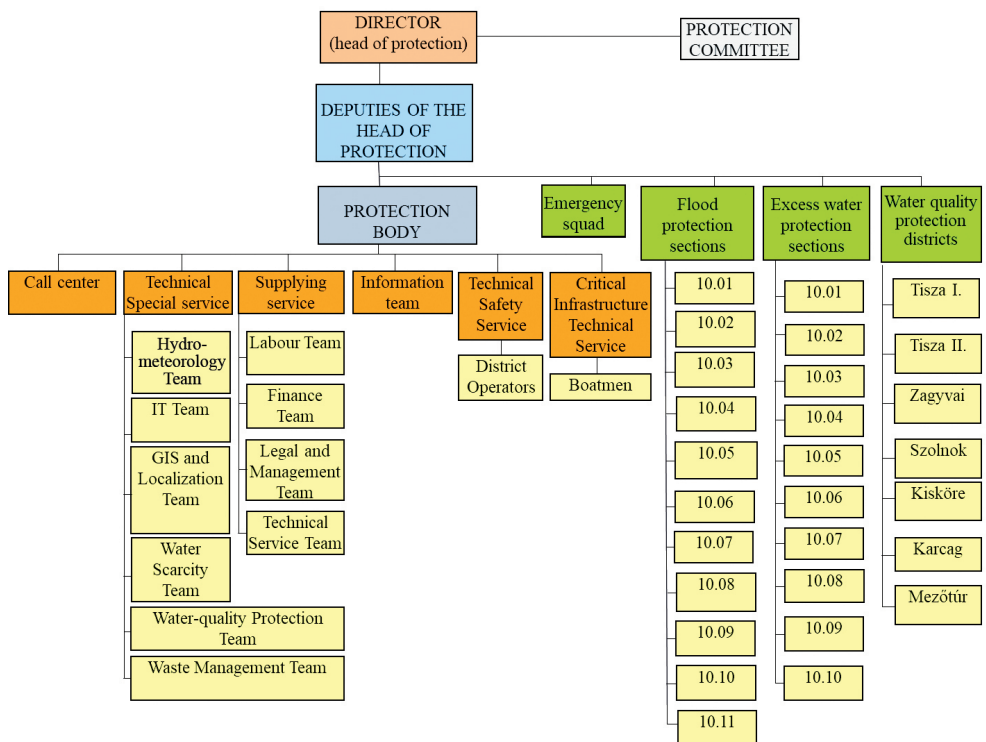 DIRECTOR
(head of protection)
PROTECTION
COMMITTEE
DEPUTIES OF THE
HEAD OF
PROTECTION
PROTECTION
BODY
Emergency
squad
Flood
protection
sections
Excess water
protection
sections
Water quality
protection
districts
Call center
Technical
Special service
Supplying
service
Information
team
Technical
Safety
Service
Critical
Infrastructure
Technical
Service
Hydro-
meteorology
Team
IT Team
GIS and
Localization
Team
Water
Scarcity
Team
Water-quality Protection
Team
Waste Management Team
Labour Team
Finance
Team
Legal and
Management
Team
Technical
Service Team
District
Operators
Boatmen
10.01
10.02
10.03
10.04
10.05
10.06
10.07
10.08
10.09
10.10
10.11
10.01
10.02
10.03
10.04
10.05
10.06
10.07
10.08
10.09
10.10
Tisza I.
Tisza II.
Zagyvai
Szolnok
Kisköre
Karcag
Mezőtúr